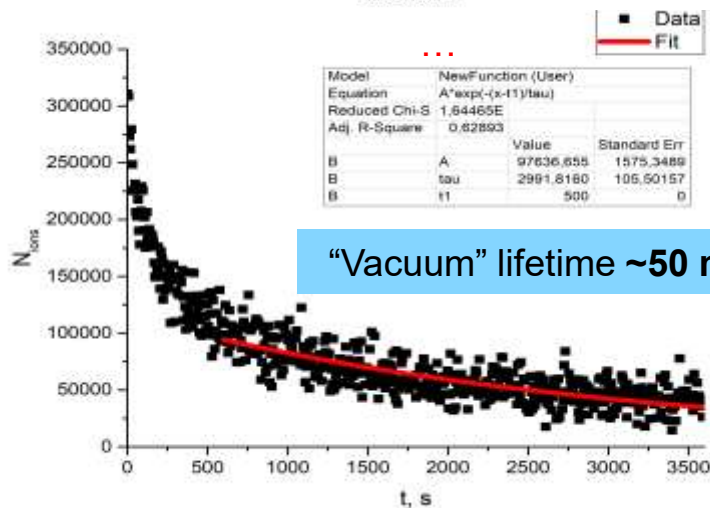 Data
Fit
...
Model NewFunction (User)
Equation A*exp(-(x-t1)/tau)
Reduced Chi-S 1,64465E
Adj. R-Square 0,62893
Value Standard Err
B A 97636,655 1575,3489
B tau 2991,8160 105,50157
B t1 500 0
“Vacuum” lifetime ~50
350000
300000
250000
200000
150000
100000
50000
0
N_ions
0 500 1000 1500 2000 2500 3000 3500
t, s